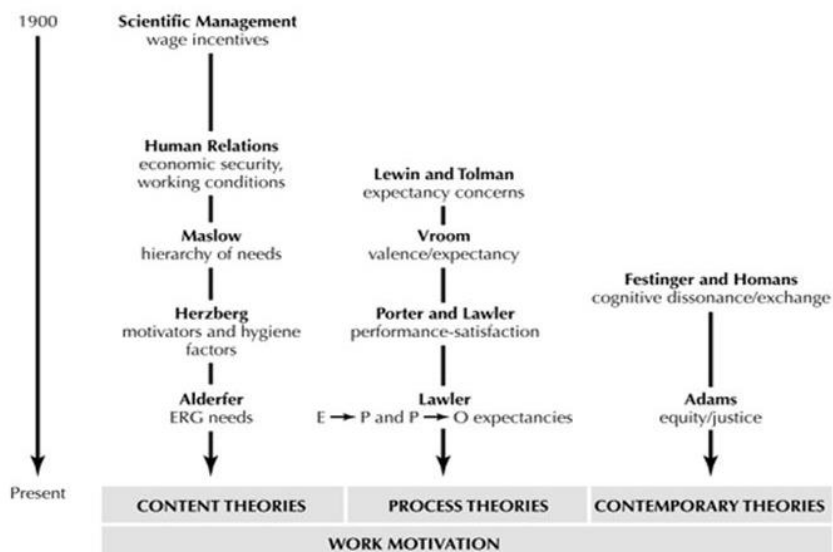 1900
Scientific Management
wage incentives
Human Relations
economic security,
working conditions
Lewin and Tolman
expectancy concerns
Maslow
hierarchy of needs
Vroom
valence/expectancy
Festinger and Homans
cognitive dissonance/exchange
Herzberg
motivators and hygiene
factors
Porter and Lawler
performance-satisfaction
Alderfer
ERG needs
Lawler
E → P and P → O expectancies
Adams
equity/justice
Present
CONTENT THEORIES
PROCESS THEORIES
CONTEMPORARY THEORIES
WORK MOTIVATION